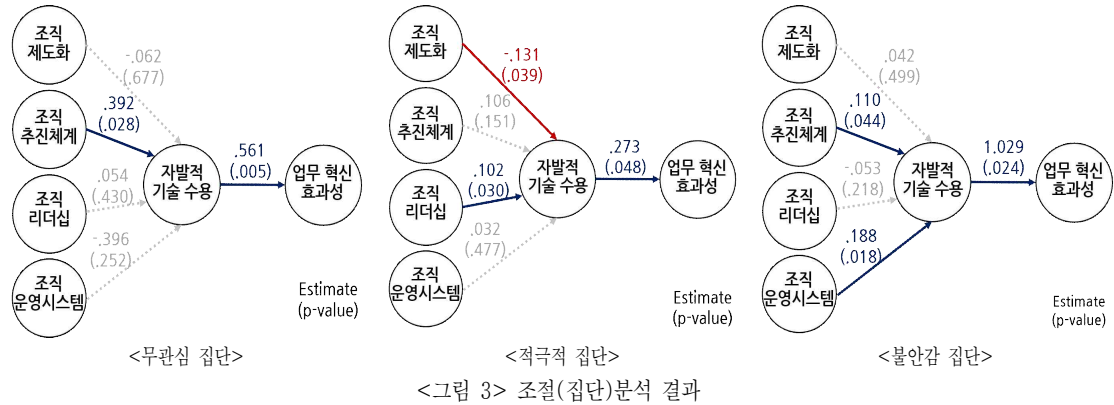 조직
제도화
-.062
(.677)
조직
추진체계
.392
(.028)
조직
리더십
.054
(.430)
조직
운영시스템
-.396
(.252)
자발적
기술 수용
.561
(.005)
업무 혁신
효과성
Estimate
(p-value)
<무관심 집단>
조직
제도화
-.131
(.039)
조직
추진체계
.106
(.151)
조직
리더십
.102
(.030)
조직
운영시스템
.032
(.477)
자발적
기술 수용
.273
(.048)
업무 혁신
효과성
Estimate
(p-value)
<적극적 집단>
조직
제도화
.042
(.499)
조직
추진체계
.110
(.044)
조직
리더십
-.053
(.218)
조직
운영시스템
.188
(.018)
자발적
기술 수용
1.029
(.024)
업무 혁신
효과성
Estimate
(p-value)
<불안감 집단>
<그림 3> 조절(집단)분석 결과